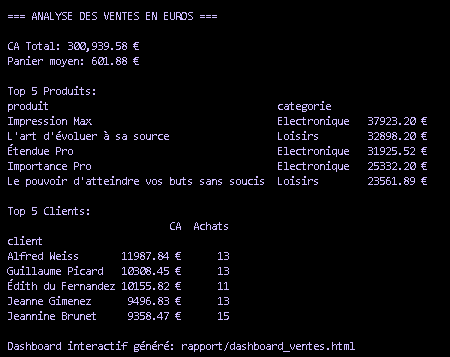 === ANALYSE DES VENTES EN EUROS ===
CA Total: 300,939.58 €
Panier moyen: 601.88 €
Top 5 Produits:
produit categorie
Impression Max Electronique 37923.20 €
L'art d'évoluer à sa source Loisirs 32898.20 €
Étendue Pro Electronique 31925.52 €
Importance Pro Electronique 25332.20 €
Le pouvoir d'atteindre vos buts sans soucis Loisirs 23561.89 €
Top 5 Clients:
CA Achats
client
Alfred Weiss 11987.84 € 13
Guillaume Picard 10308.45 € 13
Édith du Fernandez 10155.82 € 11
Jeanne Gimenez 9496.83 € 13
Jeannine Brunet 9358.47 € 15
Dashboard interactif généré: rapport/dashboard_ventes.html